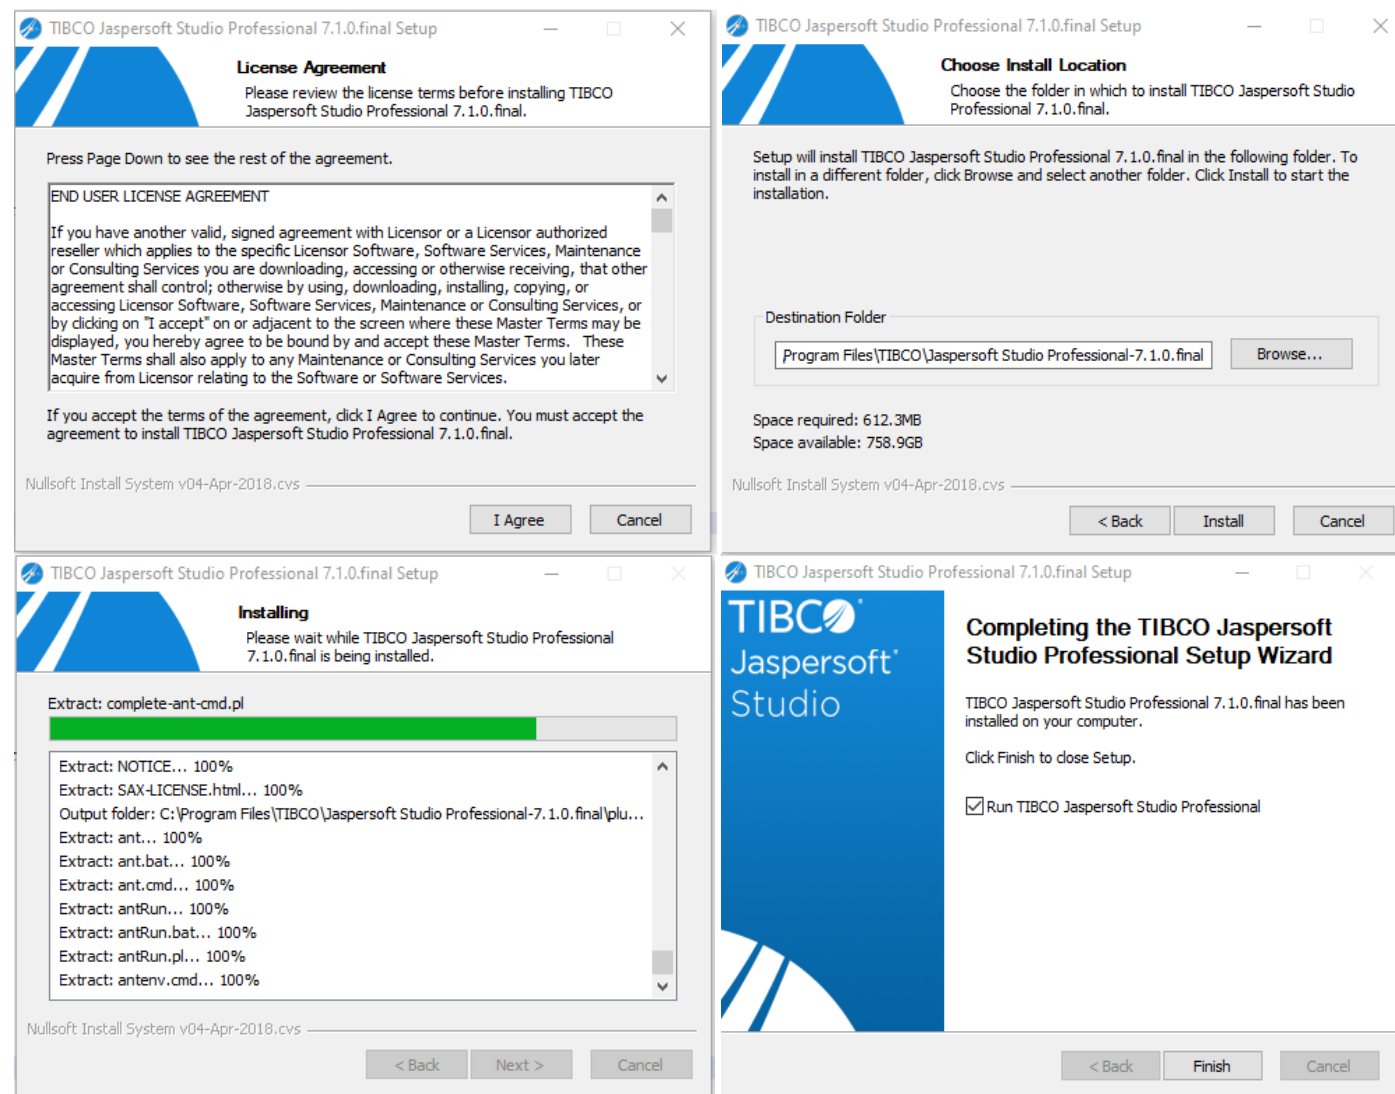 TIBCO Jaspersoft Studio Professional 7.1.0.final Setup
License Agreement
Please review the license terms before installing TIBCO
Jaspersoft Studio Professional 7.1.0.final.
Press Page Down to see the rest of the agreement.
END USER LICENSE AGREEMENT
If you have another valid, signed agreement with Licensor or a Licensor authorized
reseller which applies to the specific Licensor Software, Software Services, Maintenance
or Consulting Services you are downloading, accessing or otherwise receiving, that other
agreement shall control; otherwise by using, downloading, installing, copying, or
accessing Licensor Software, Software Services, Maintenance or Consulting Services, or
by clicking on "I accept" on or adjacent to the screen where these Master Terms may be
displayed, you hereby agree to be bound by and accept these Master Terms. These
Master Terms shall also apply to any Maintenance or Consulting Services you later
acquire from Licensor relating to the Software or Software Services.
If you accept the terms of the agreement, click I Agree to continue. You must accept the
agreement to install TIBCO Jaspersoft Studio Professional 7.1.0.final.
Nullsoft Install System v04-Apr-2018.cvs
I Agree
Cancel
TIBCO Jaspersoft Studio Professional 7.1.0.final Setup
Choose Install Location
Choose the folder in which to install TIBCO Jaspersoft Studio
Professional 7.1.0.final.
Setup will install TIBCO Jaspersoft Studio Professional 7.1.0.final in the following folder. To
install in a different folder, click Browse and select another folder. Click Install to start the
installation.
Destination Folder
Program Files\TIBCO\Jaspersoft Studio Professional-7.1.0.final
Browse...
Space required: 612.3MB
Space available: 758.9GB
Nullsoft Install System v04-Apr-2018.cvs
< Back
Install
Cancel
TIBCO Jaspersoft Studio Professional 7.1.0.final Setup
Installing
Please wait while TIBCO Jaspersoft Studio Professional
7.1.0.final is being installed.
Extract: complete-ant-cmd.pl
Extract: NOTICE... 100%
Extract: SAX-LICENSE.html... 100%
Output folder: C:\Program Files\TIBCO\Jaspersoft Studio Professional-7.1.0.final\plu...
Extract: ant... 100%
Extract: ant.bat... 100%
Extract: ant.cmd... 100%
Extract: antRun... 100%
Extract: antRun.bat... 100%
Extract: antRun.pl... 100%
Extract: antenv.cmd... 100%
Nullsoft Install System v04-Apr-2018.cvs
< Back
Next >
Cancel
TIBCO Jaspersoft Studio Professional 7.1.0.final Setup
TIBCO
Jaspersoft
Studio
Completing the TIBCO Jaspersoft
Studio Professional Setup Wizard
TIBCO Jaspersoft Studio Professional 7.1.0.final has been
installed on your computer.
Click Finish to close Setup.
Run TIBCO Jaspersoft Studio Professional
< Back
Finish
Cancel